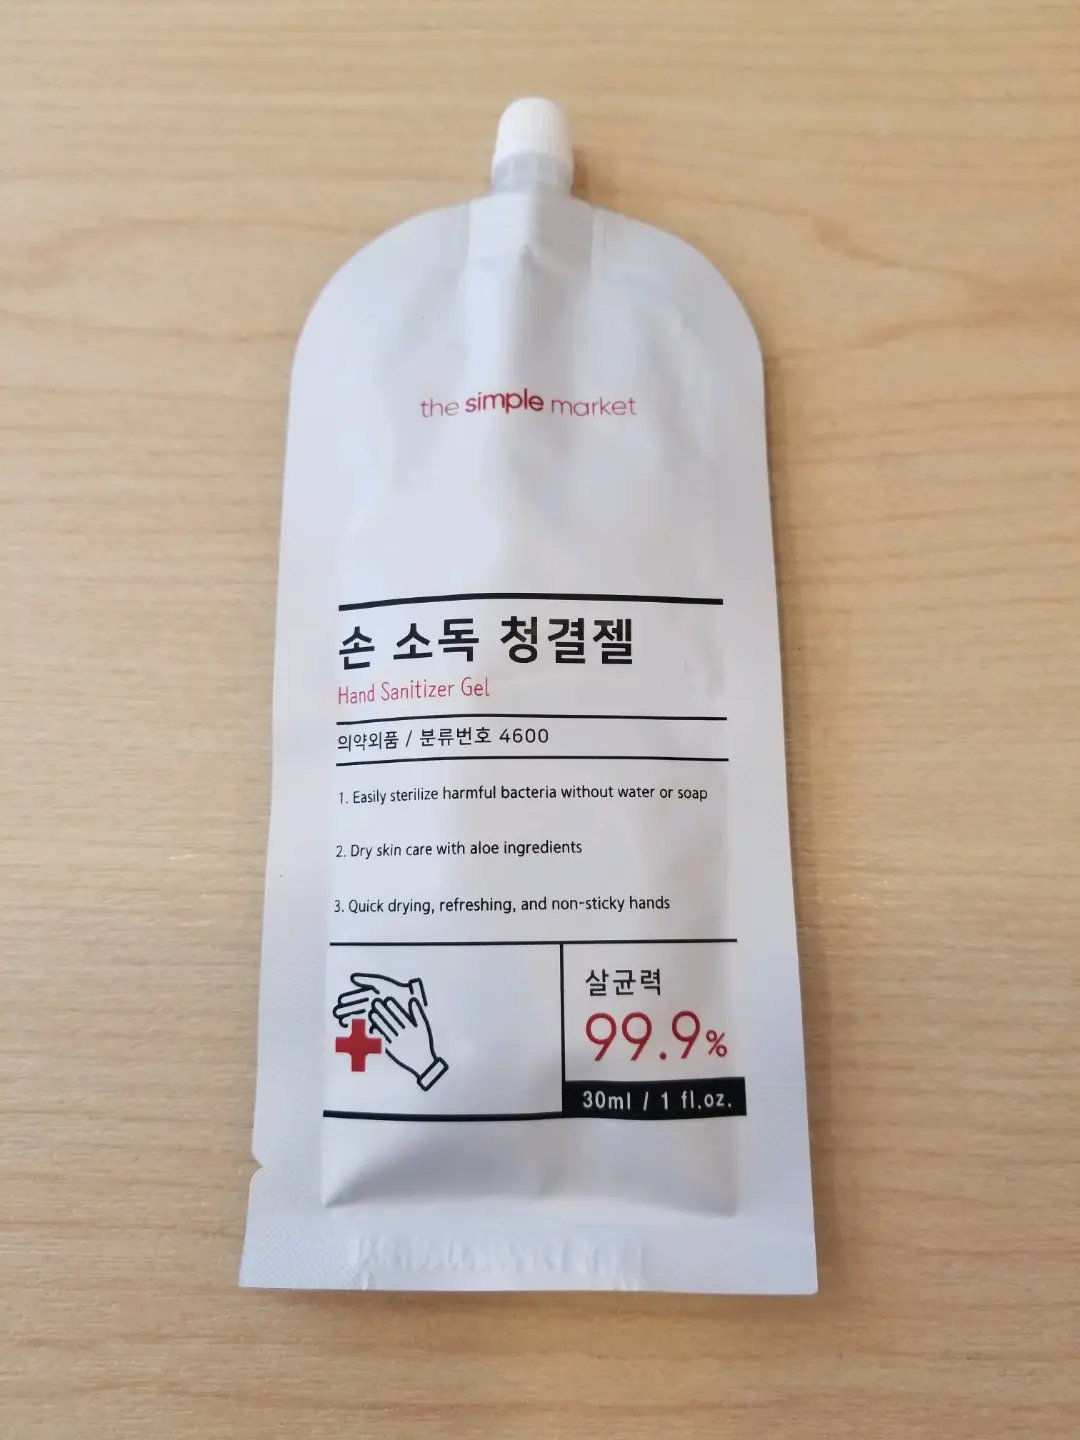 the simple market
손 소독 청결젤
Hand Sanitizer Gel
의약외품 / 분류번호 4600
1. Easily sterilize harmful bacteria without water or soap
2. Dry skin care with aloe ingredients
3. Quick drying, refreshing, and non-sticky hands
살균력
99.9%
30ml / 1 fl.oz.